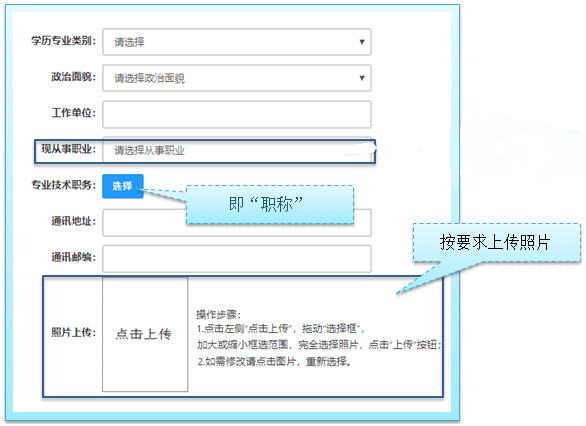 学历专业类别： 请选择
政治面貌： 请选择政治面貌
工作单位：
现从事职业： 请选择从事职业
专业技术职务： 选择
即“职称”
通讯地址：
按要求上传照片
通讯邮编：
照片上传： 点击上传
操作步骤：
1.点击左侧“点击上传”，拖动“选择框”，
加大或缩小框选范围，完全选择照片，点击“上传”按钮；
2.如需修改请点击图片，重新选择。